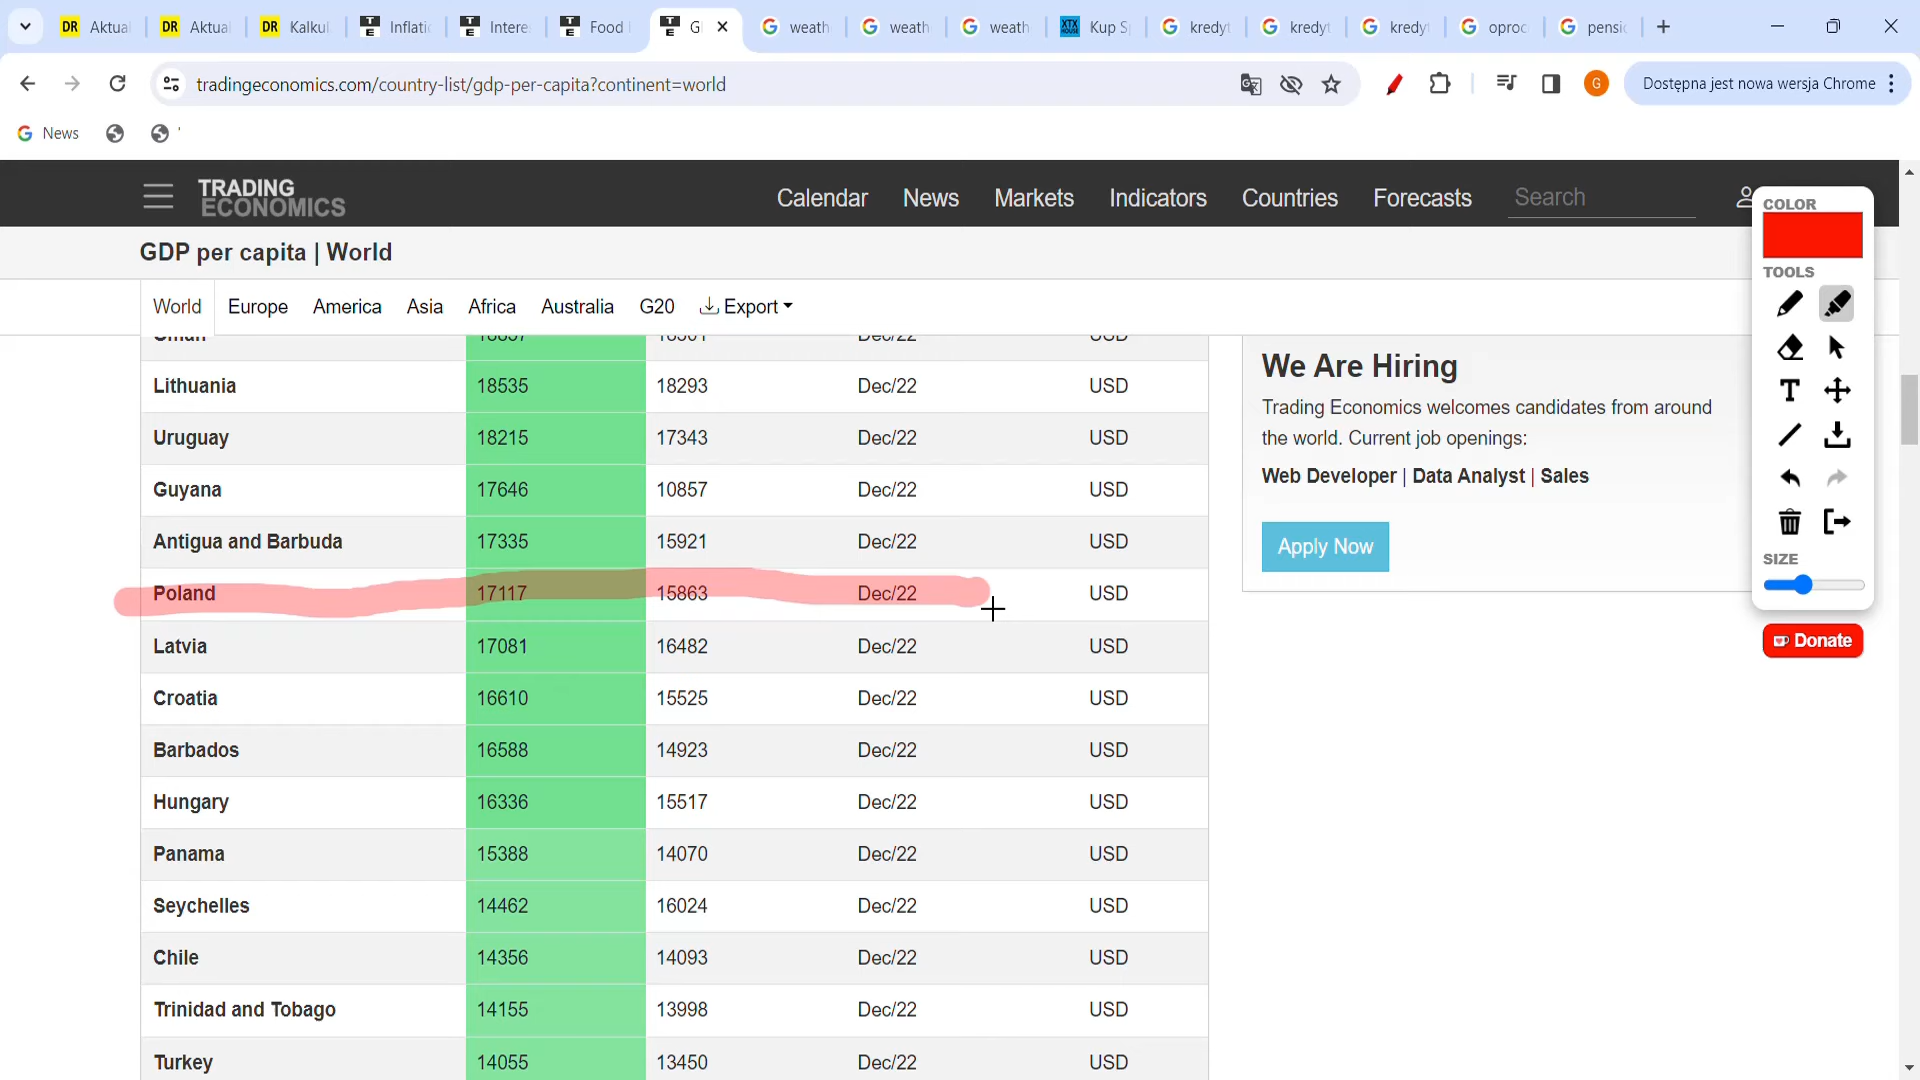 DR Aktua DR Aktua DR Kalku Inflati Intere Food G weath weath weath Kup S kredy kredy kredy oproc pensi
tradingeconomics.com/country-list/gdp-per-capita?continent=world G Dostępna jest nowa wersja Chrome
News
TRADING
ECONOMICS
Calendar News Markets Indicators Countries Forecasts Search
GDP per capita | World
World Europe America Asia Africa Australia G20 Export
Lithuania 18535 18293 Dec/22 USD
Uruguay 18215 17343 Dec/22 USD
Guyana 17646 10857 Dec/22 USD
Antigua and Barbuda 17335 15921 Dec/22 USD
Poland 17117 15863 Dec/22 USD
Latvia 17081 16482 Dec/22 USD
Croatia 16610 15525 Dec/22 USD
Barbados 16588 14923 Dec/22 USD
Hungary 16336 15517 Dec/22 USD
Panama 15388 14070 Dec/22 USD
Seychelles 14462 16024 Dec/22 USD
Chile 14356 14093 Dec/22 USD
Trinidad and Tobago 14155 13998 Dec/22 USD
Turkey 14055 13450 Dec/22 USD
We Are Hiring
Trading Economics welcomes candidates from around
the world. Current job openings:
Web Developer | Data Analyst | Sales
Apply Now
COLOR
TOOLS
SIZE
Donate